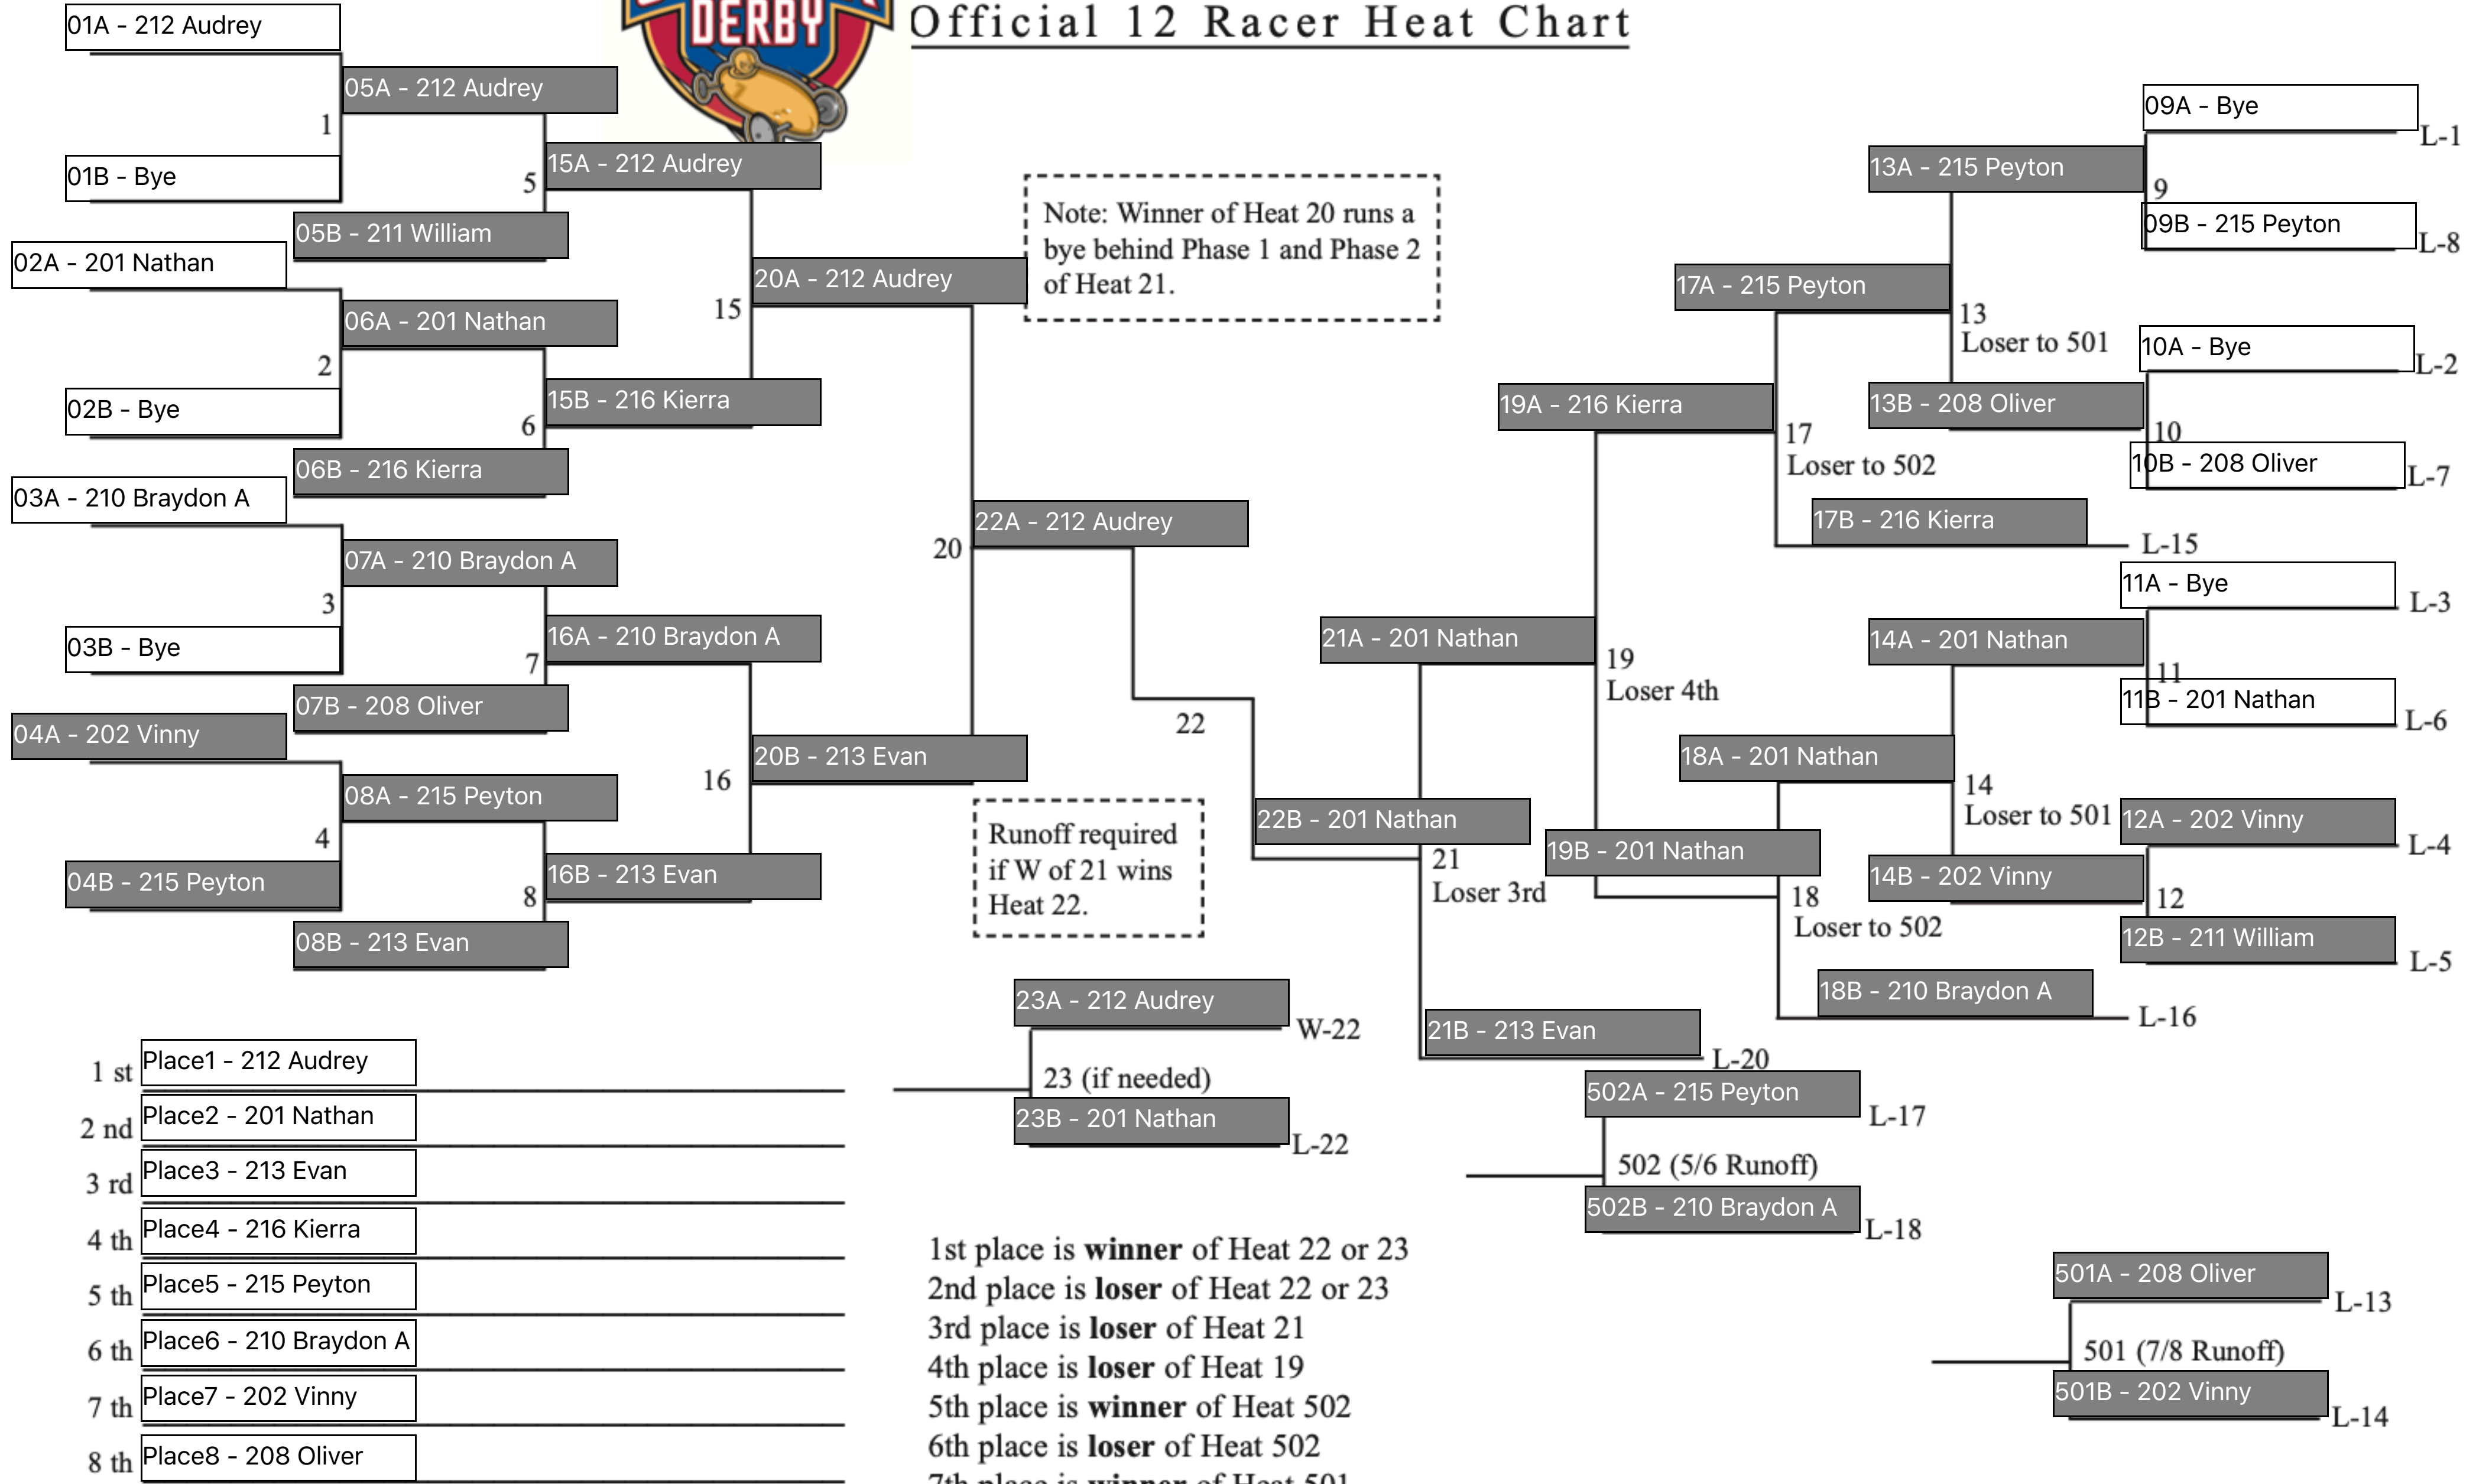 DERBY
Official 12 Racer Heat Chart
01A - 212 Audrey
05A - 212 Audrey
1
01B - Bye
15A - 212 Audrey
5
05B - 211 William
02A - 201 Nathan
20A - 212 Audrey
06A - 201 Nathan
15
2
02B - Bye
15B - 216 Kierra
6
06B - 216 Kierra
03A - 210 Braydon A
22A - 212 Audrey
20
07A - 210 Braydon A
3
03B - Bye
16A - 210 Braydon A
7
07B - 208 Oliver
04A - 202 Vinny
20B - 213 Evan
16
08A - 215 Peyton
4
04B - 215 Peyton
16B - 213 Evan
8
08B - 213 Evan
22
Note: Winner of Heat 20 runs a
bye behind Phase 1 and Phase 2
of Heat 21.
Runoff required
if W of 21 wins
Heat 22.
09A - Bye
L-1
13A - 215 Peyton
9
09B - 215 Peyton
L-8
17A - 215 Peyton
13
Loser to 501
10A - Bye
L-2
19A - 216 Kierra
13B - 208 Oliver
17
Loser to 502
10
10B - 208 Oliver
L-7
17B - 216 Kierra
L-15
11A - Bye
L-3
21A - 201 Nathan
14A - 201 Nathan
19
Loser 4th
11
11B - 201 Nathan
L-6
18A - 201 Nathan
14
Loser to 501
12A - 202 Vinny
L-4
22B - 201 Nathan
21
Loser 3rd
19B - 201 Nathan
14B - 202 Vinny
18
Loser to 502
12
12B - 211 William
L-5
18B - 210 Braydon A
L-16
21B - 213 Evan
L-20
23A - 212 Audrey
W-22
23 (if needed)
23B - 201 Nathan
L-22
502A - 215 Peyton
L-17
502 (5/6 Runoff)
502B - 210 Braydon A
L-18
501A - 208 Oliver
L-13
501 (7/8 Runoff)
501B - 202 Vinny
L-14
1 st Place1 - 212 Audrey
2 nd Place2 - 201 Nathan
3 rd Place3 - 213 Evan
4 th Place4 - 216 Kierra
5 th Place5 - 215 Peyton
6 th Place6 - 210 Braydon A
7 th Place7 - 202 Vinny
8 th Place8 - 208 Oliver
1st place is winner of Heat 22 or 23
2nd place is loser of Heat 22 or 23
3rd place is loser of Heat 21
4th place is loser of Heat 19
5th place is winner of Heat 502
6th place is loser of Heat 502
7th place is winner of Heat 501